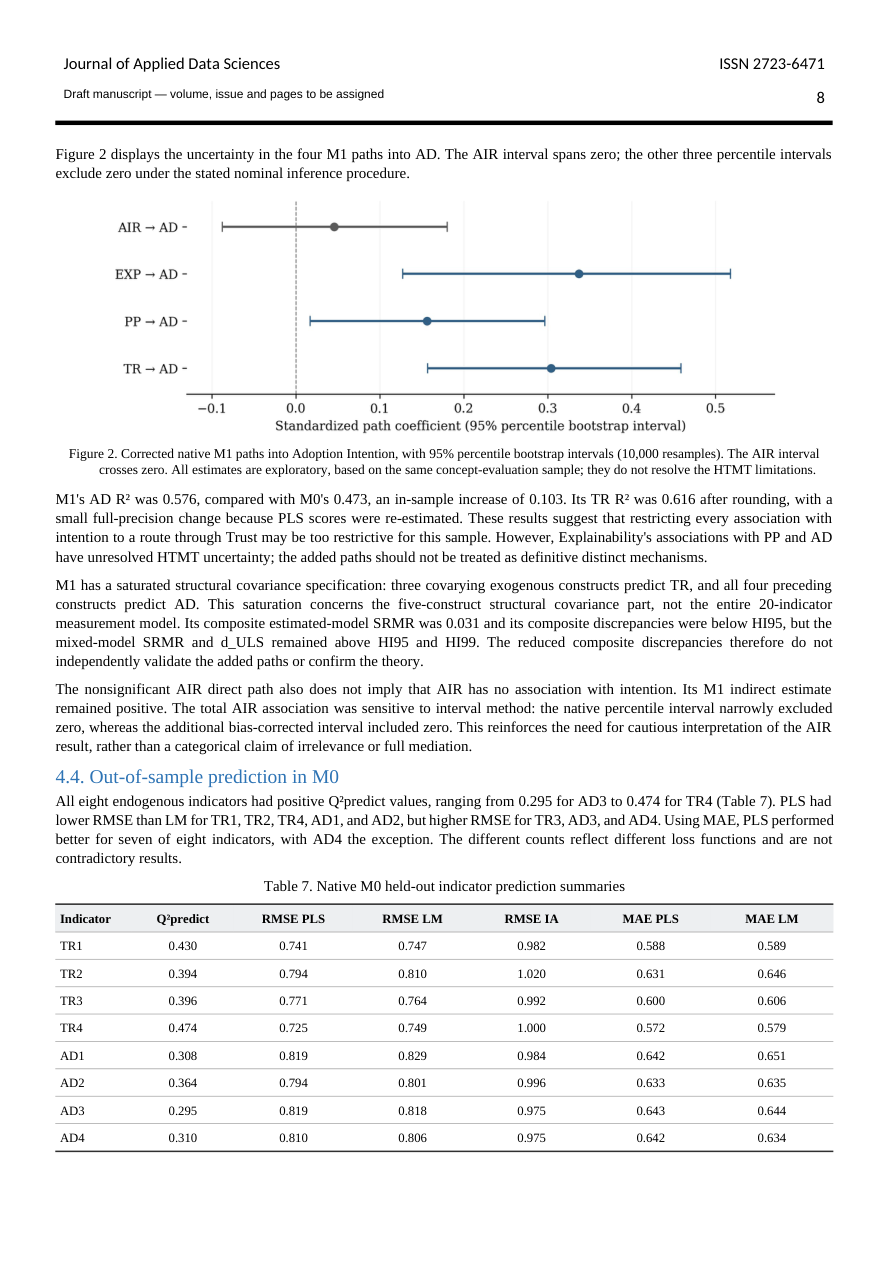 Journal of Applied Data Sciences ISSN 2723-6471
Draft manuscript — volume, issue and pages to be assigned 8
Figure 2 displays the uncertainty in the four M1 paths into AD. The AIR interval spans zero; the other three percentile intervals
exclude zero under the stated nominal inference procedure.
AIR → AD
EXP → AD
PP → AD
TR → AD
−0.1 0.0 0.1 0.2 0.3 0.4 0.5
Standardized path coefficient (95% percentile bootstrap interval)
Figure 2. Corrected native M1 paths into Adoption Intention, with 95% percentile bootstrap intervals (10,000 resamples). The AIR interval
crosses zero. All estimates are exploratory, based on the same concept-evaluation sample; they do not resolve the HTMT limitations.
M1's AD R² was 0.576, compared with M0's 0.473, an in-sample increase of 0.103. Its TR R² was 0.616 after rounding, with a
small full-precision change because PLS scores were re-estimated. These results suggest that restricting every association with
intention to a route through Trust may be too restrictive for this sample. However, Explainability's associations with PP and AD
have unresolved HTMT uncertainty; the added paths should not be treated as definitive distinct mechanisms.
M1 has a saturated structural covariance specification: three covarying exogenous constructs predict TR, and all four preceding
constructs predict AD. This saturation concerns the five-construct structural covariance part, not the entire 20-indicator
measurement model. Its composite estimated-model SRMR was 0.031 and its composite discrepancies were below HI95, but the
mixed-model SRMR and d_ULS remained above HI95 and HI99. The reduced composite discrepancies therefore do not
independently validate the added paths or confirm the theory.
The nonsignificant AIR direct path also does not imply that AIR has no association with intention. Its M1 indirect estimate
remained positive. The total AIR association was sensitive to interval method: the native percentile interval narrowly excluded
zero, whereas the additional bias-corrected interval included zero. This reinforces the need for cautious interpretation of the AIR
result, rather than a categorical claim of irrelevance or full mediation.
4.4. Out-of-sample prediction in M0
All eight endogenous indicators had positive Q²predict values, ranging from 0.295 for AD3 to 0.474 for TR4 (Table 7). PLS had
lower RMSE than LM for TR1, TR2, TR4, AD1, and AD2, but higher RMSE for TR3, AD3, and AD4. Using MAE, PLS performed
better for seven of eight indicators, with AD4 the exception. The different counts reflect different loss functions and are not
contradictory results.
Table 7. Native M0 held-out indicator prediction summaries
Indicator Q²predict RMSE PLS RMSE LM RMSE IA MAE PLS MAE LM
TR1 0.430 0.741 0.747 0.982 0.588 0.589
TR2 0.394 0.794 0.810 1.020 0.631 0.646
TR3 0.396 0.771 0.764 0.992 0.600 0.606
TR4 0.474 0.725 0.749 1.000 0.572 0.579
AD1 0.308 0.819 0.829 0.984 0.642 0.651
AD2 0.364 0.794 0.801 0.996 0.633 0.635
AD3 0.295 0.819 0.818 0.975 0.643 0.644
AD4 0.310 0.810 0.806 0.975 0.642 0.634